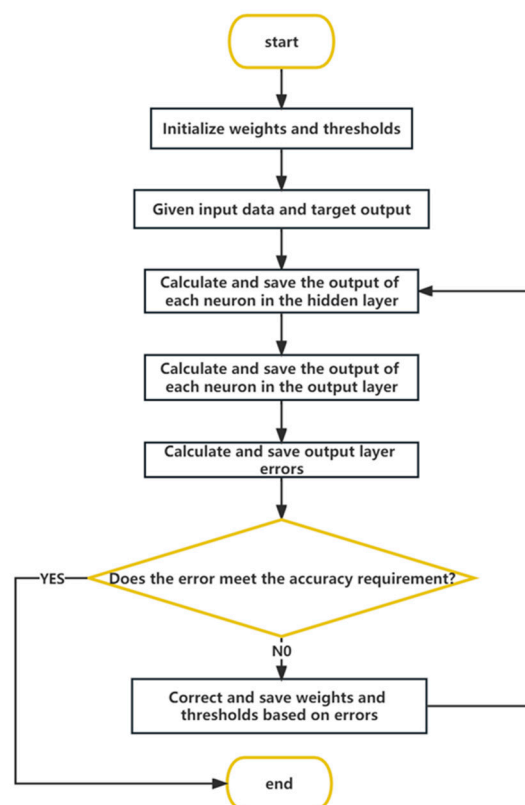 start
Initialize weights and thresholds
Given input data and target output
Calculate and save the output of
each neuron in the hidden layer
Calculate and save the output of
each neuron in the output layer
Calculate and save output layer
errors
YES
Does the error meet the accuracy requirement?
N0
Correct and save weights and
thresholds based on errors
end